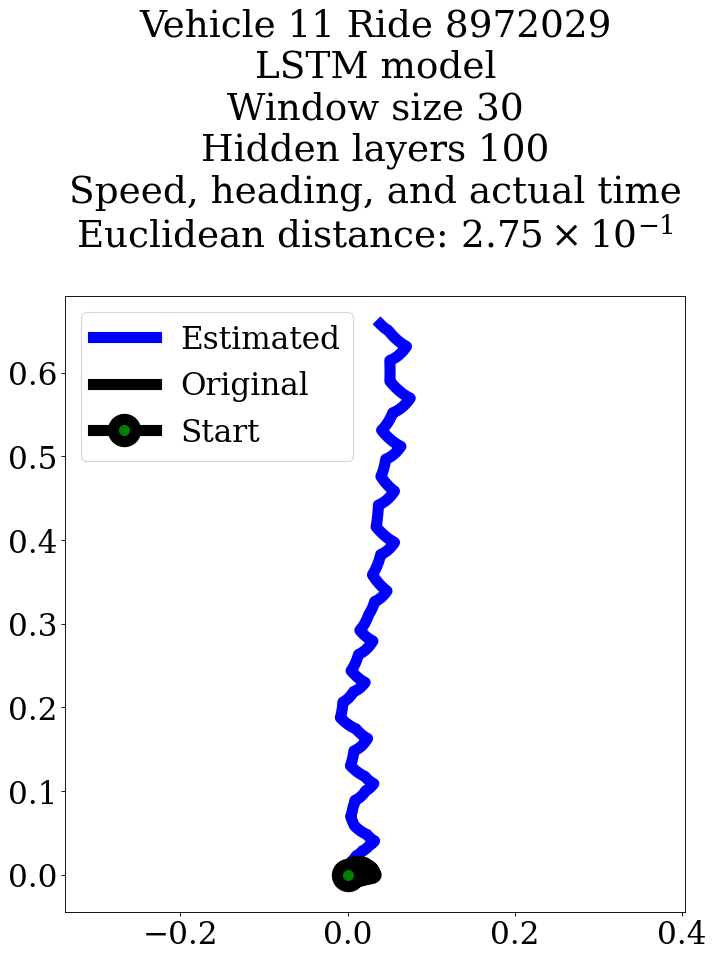 Vehicle 11 Ride 8972029
LSTM model
Window size 30
Hidden layers 100
Speed, heading, and actual time
Euclidean distance: 2.75 × 10⁻¹
Estimated
Original
Start
0.6
0.5
0.4
0.3
0.2
0.1
0.0
−0.2 0.0 0.2 0.4